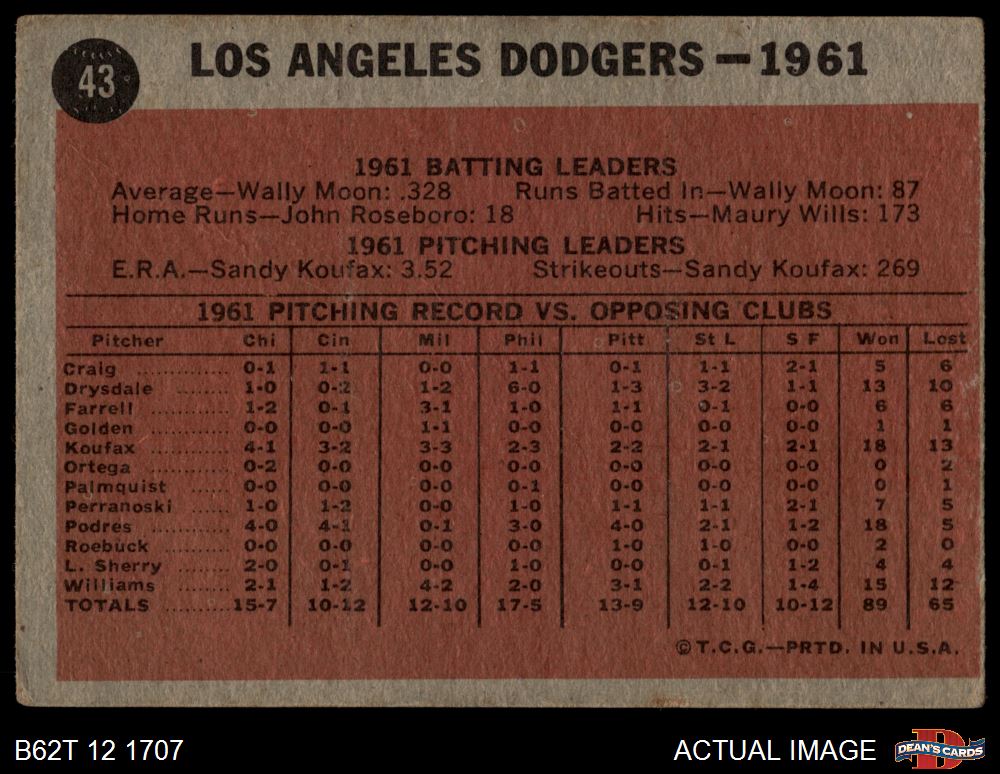 43
LOS ANGELES DODGERS—1961
1961 BATTING LEADERS
Average—Wally Moon: .328 Runs Batted In—Wally Moon: 87
Home Runs—John Roseboro: 18 Hits—Maury Wills: 173
1961 PITCHING LEADERS
E.R.A.—Sandy Koufax: 3.52 Strikeouts—Sandy Koufax: 269
1961 PITCHING RECORD VS. OPPOSING CLUBS
Pitcher Chi Cin Mil Phil Pitt St L S F Won Lost
Craig ............ 0-1 1-1 0-0 1-1 0-1 1-1 2-1 5 6
Drysdale ........ 1-0 0-2 1-2 6-0 1-3 3-2 1-1 13 10
Farrell ............ 1-2 0-1 3-1 1-0 1-1 0-1 0-0 6 6
Golden ............ 0-0 0-0 1-1 0-0 0-0 0-0 0-0 1 1
Koufax ............ 4-1 3-2 3-3 2-3 2-2 2-1 2-1 18 13
Ortega ............ 0-2 0-0 0-0 0-0 0-0 0-0 0-0 0 2
Palmquist ...... 0-0 0-0 0-0 0-1 0-0 0-0 0-0 0 1
Perranoski ...... 1-0 1-2 0-0 1-0 1-1 1-1 2-1 7 5
Podres ............ 4-0 4-1 0-1 3-0 4-0 2-1 1-2 18 5
Roebuck .......... 0-0 0-0 0-0 0-0 1-0 1-0 0-0 2 0
L. Sherry ........ 2-0 0-1 0-0 1-0 0-0 0-1 1-2 4 4
Williams .......... 2-1 1-2 4-2 2-0 3-1 2-2 1-4 15 12
TOTALS .......... 15-7 10-12 12-10 17-5 13-9 12-10 10-12 89 65
©T.C.G.—PRTD. IN U.S.A.
B62T 12 1707
ACTUAL IMAGE
D
DEAN'S CARDS